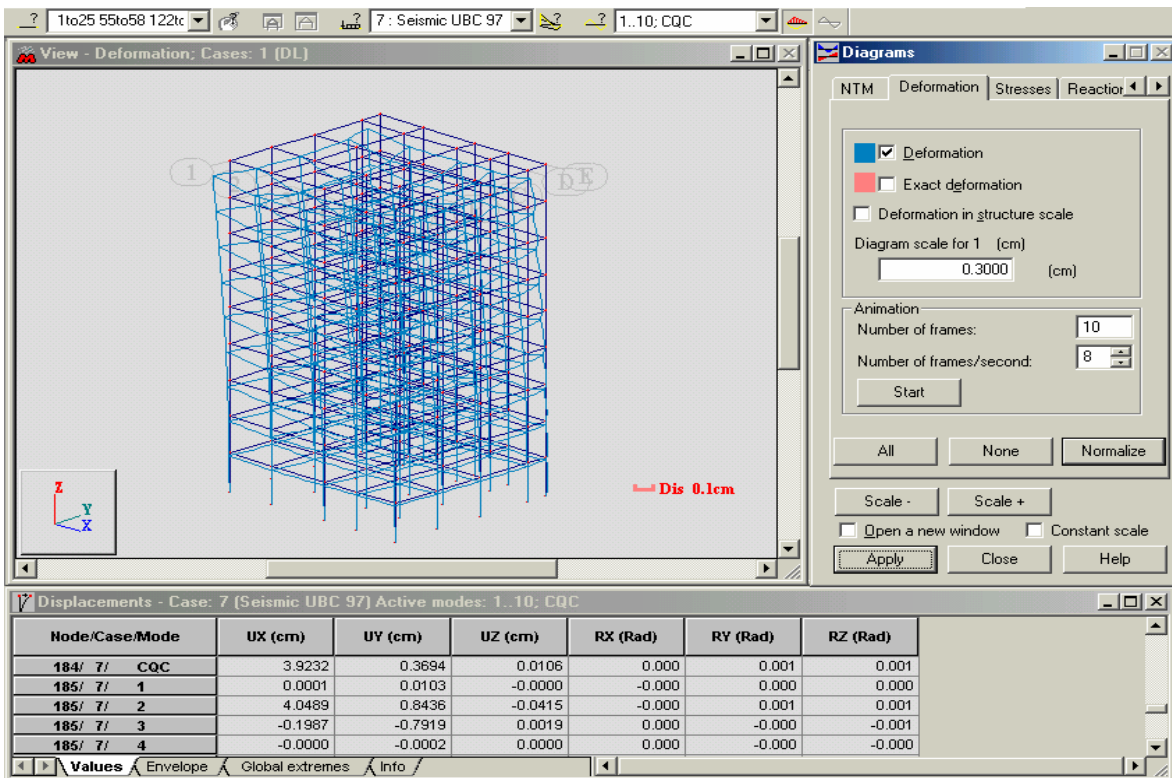 1to25 55to58 122tc 7 : Seismic UBC 97 1..10; CQC
View - Deformation; Cases: 1 (DL)
1
D E
Z
Y
X
Dis 0.1cm
Diagrams
NTM Deformation Stresses Reaction
Deformation
Exact deformation
Deformation in structure scale
Diagram scale for 1 (cm)
0.3000 (cm)
Animation
Number of frames: 10
Number of frames/second: 8
Start
All None Normalize
Scale - Scale +
Open a new window Constant scale
Apply Close Help
Displacements - Case: 7 (Seismic UBC 97) Active modes: 1..10; CQC
Node/Case/Mode UX (cm) UY (cm) UZ (cm) RX (Rad) RY (Rad) RZ (Rad)
184/ 7/ CQC 3.9232 0.3694 0.0106 0.000 0.001 0.001
185/ 7/ 1 0.0001 0.0103 -0.0000 -0.000 0.000 0.000
185/ 7/ 2 4.0489 0.8436 -0.0415 -0.000 0.001 0.001
185/ 7/ 3 -0.1987 -0.7919 0.0019 0.000 -0.000 -0.001
185/ 7/ 4 -0.0000 -0.0002 0.0000 0.000 -0.000 -0.000
Values Envelope Global extremes Info